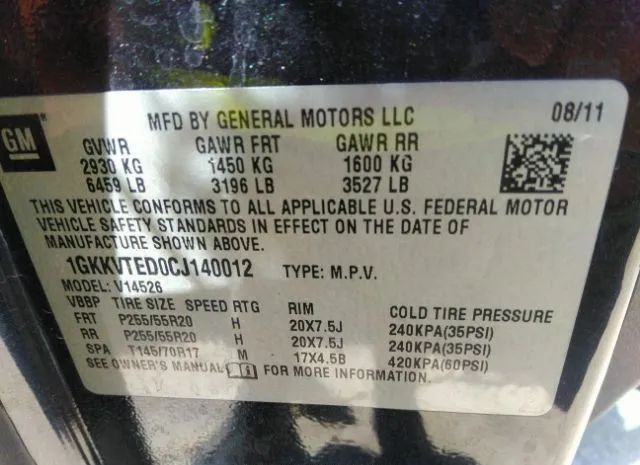 GM
MFD BY GENERAL MOTORS LLC 08/11
GVWR GAWR FRT GAWR RR
2930 KG 1450 KG 1600 KG
6459 LB 3196 LB 3527 LB
THIS VEHICLE CONFORMS TO ALL APPLICABLE U.S. FEDERAL MOTOR
VEHICLE SAFETY STANDARDS IN EFFECT ON THE DATE OF
MANUFACTURE SHOWN ABOVE.
1GKKVTED0CJ140012 TYPE: M.P.V.
MODEL: V14526
VBBP TIRE SIZE SPEED RTG RIM COLD TIRE PRESSURE
FRT P255/55R20 H 20X7.5J 240KPA(35PSI)
RR P255/55R20 H 20X7.5J 240KPA(35PSI)
SPA T145/70R17 M 17X4.5B 420KPA(60PSI)
SEE OWNER'S MANUAL FOR MORE INFORMATION.